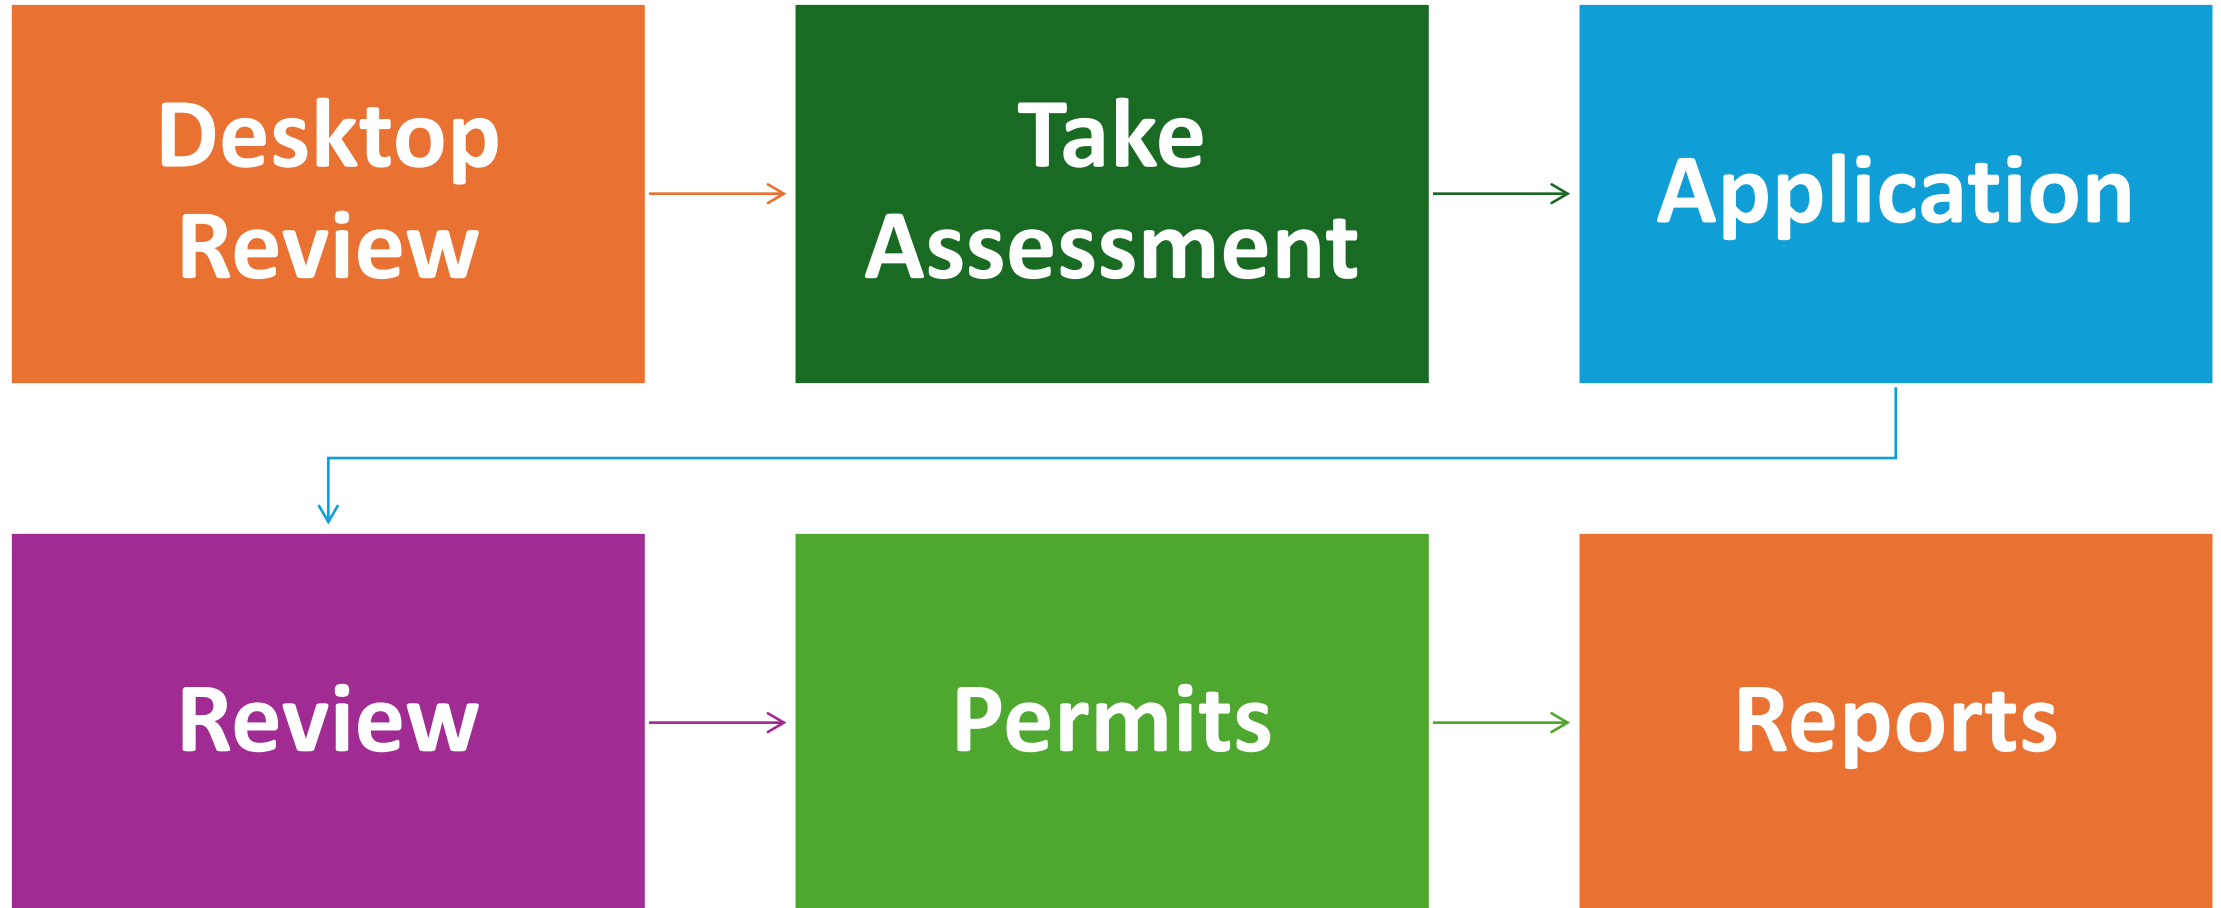 Desktop
Review
Take
Assessment
Application
Review
Permits
Reports